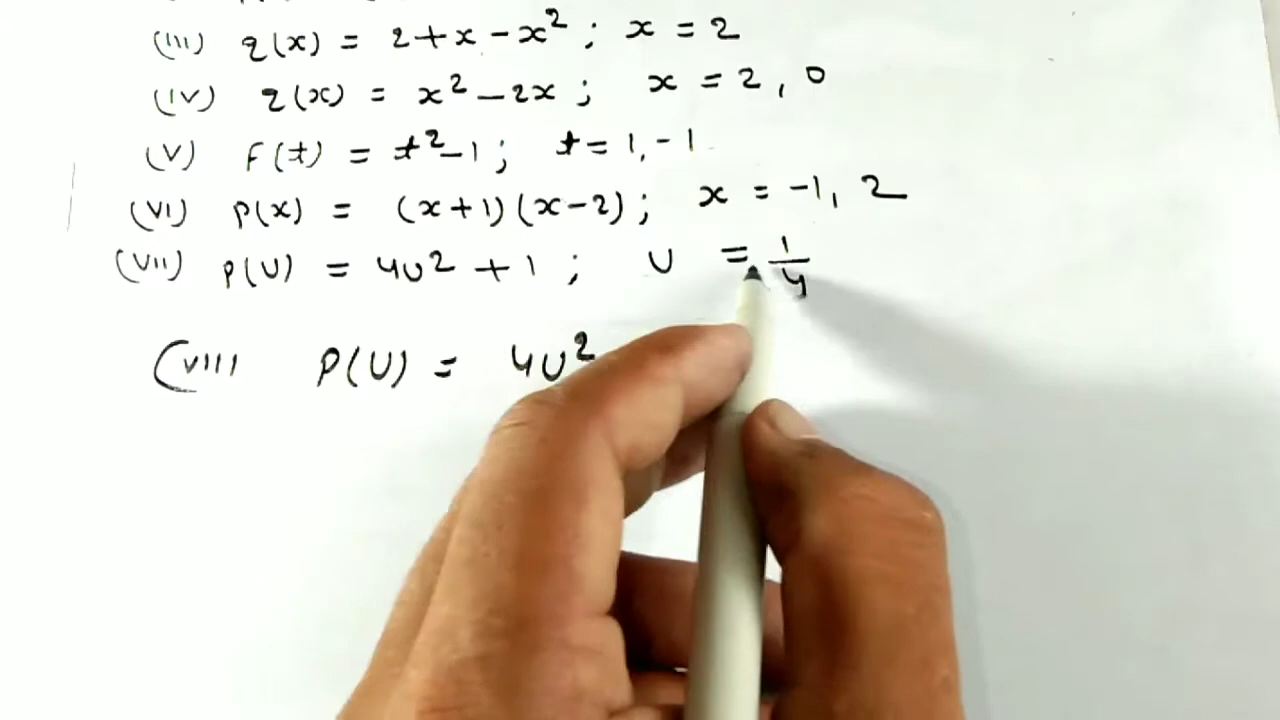 (III) q(x) = 2+x-x²; x = 2
(IV) q(x) = x²-2x; x = 2, 0
(V) F(t) = t²-1; t = 1,-1
(VI) p(x) = (x+1)(x-2); x = -1, 2
(VII) p(U) = 4U²+1; U = 1/4
(VIII P(U) = 4U²